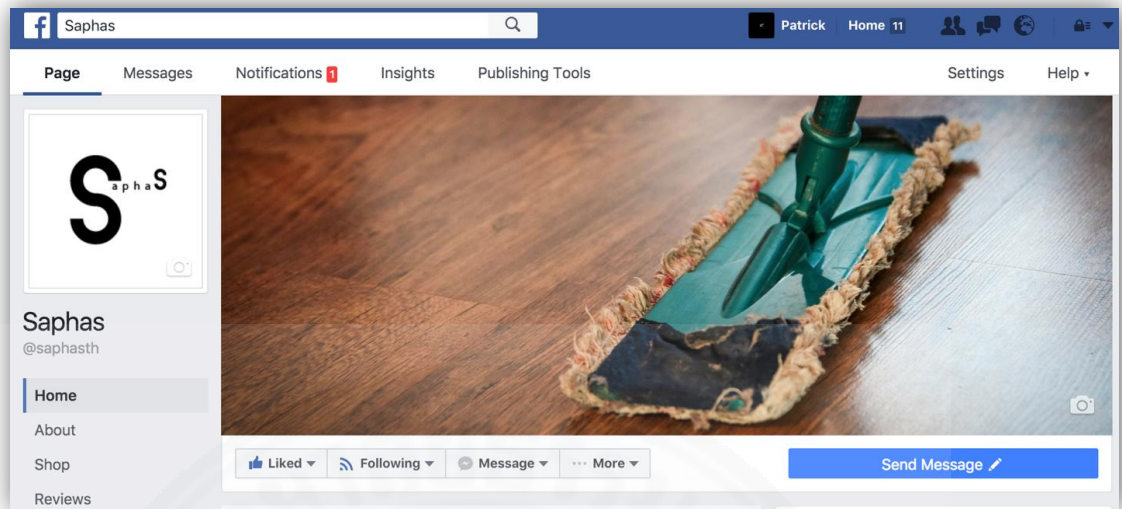 f Saphas Patrick Home 11
Page Messages Notifications 1 Insights Publishing Tools Settings Help
SaphaS
Saphas
@saphasth
Home
About
Shop
Reviews
Liked Following Message ... More Send Message